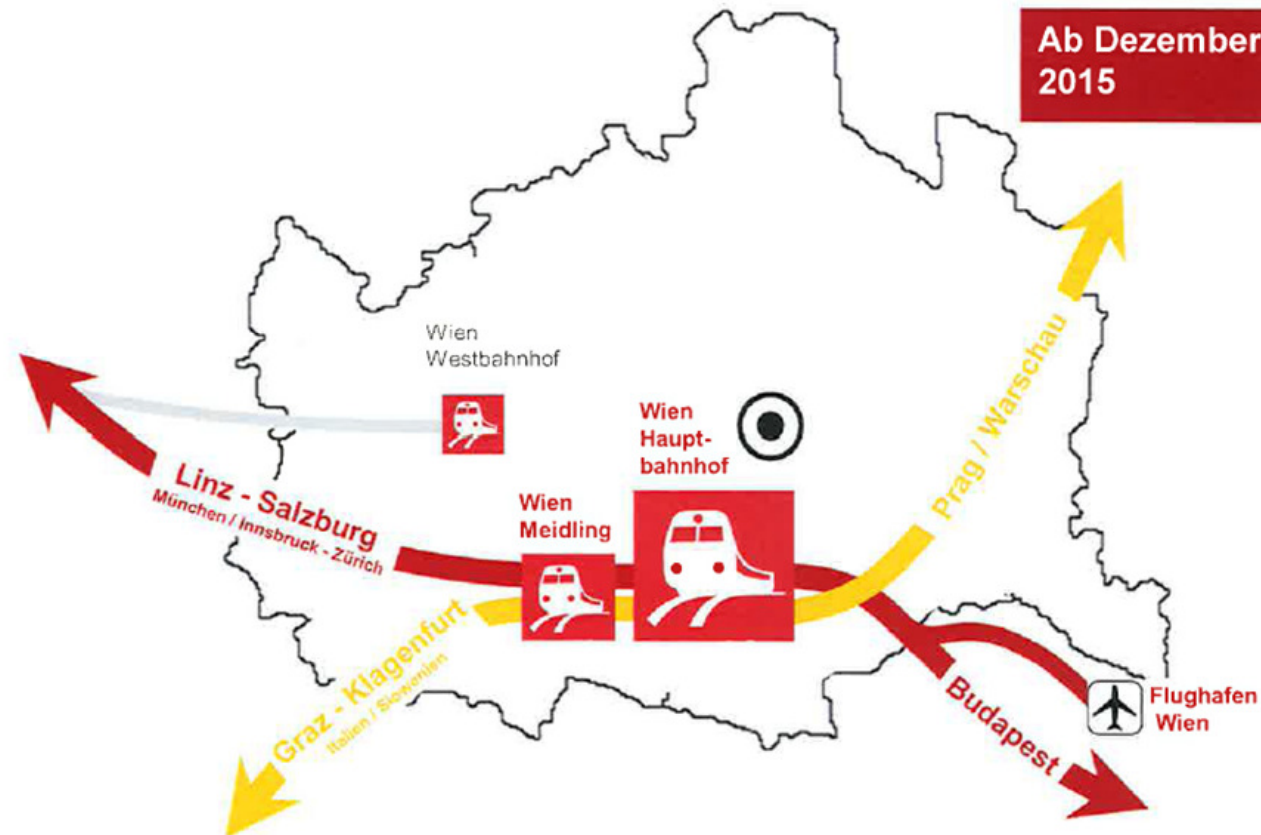 Ab Dezember
2015
Wien
Westbahnhof
Wien
Haupt-
bahnhof
Wien
Meidling
Linz - Salzburg
München / Innsbruck - Zürich
Prag / Warschau
Graz - Klagenfurt
Italien / Slowenien
Budapest
Flughafen
Wien